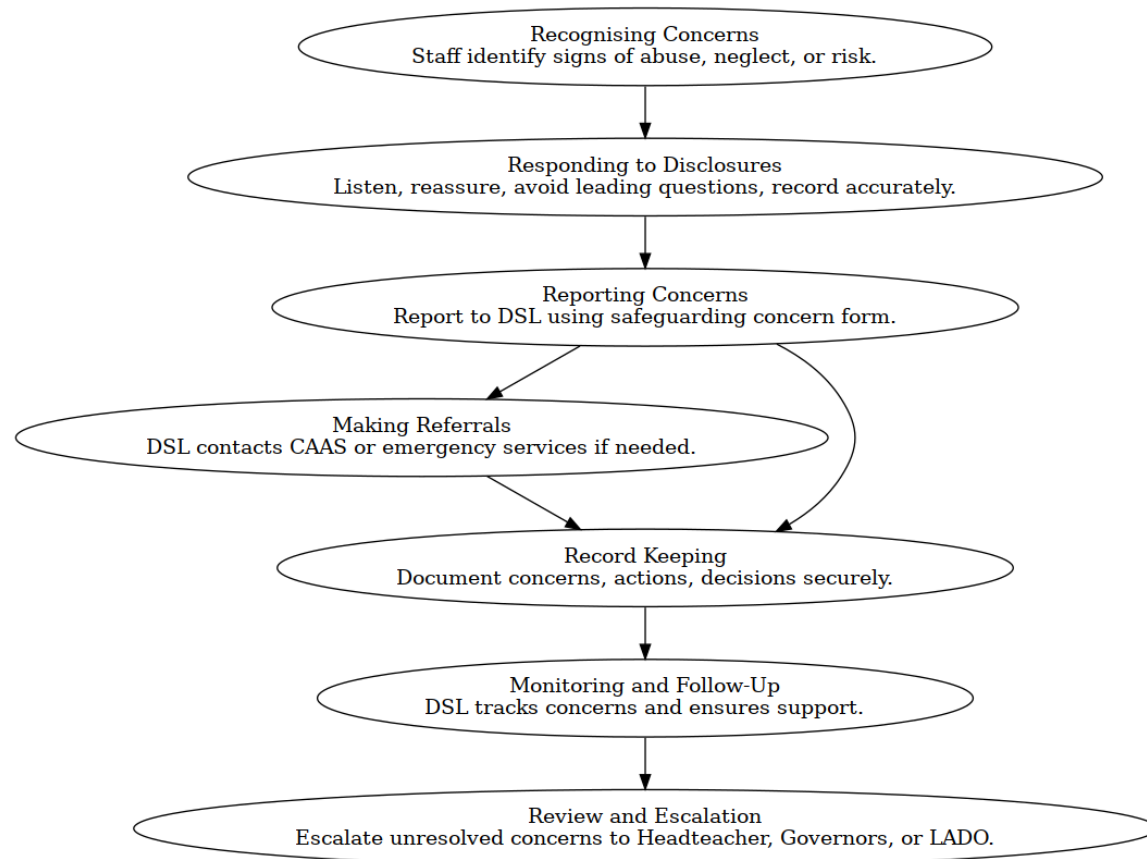 Recognising Concerns
Staff identify signs of abuse, neglect, or risk.
Responding to Disclosures
Listen, reassure, avoid leading questions, record accurately.
Reporting Concerns
Report to DSL using safeguarding concern form.
Making Referrals
DSL contacts CAAS or emergency services if needed.
Record Keeping
Document concerns, actions, decisions securely.
Monitoring and Follow-Up
DSL tracks concerns and ensures support.
Review and Escalation
Escalate unresolved concerns to Headteacher, Governors, or LADO.